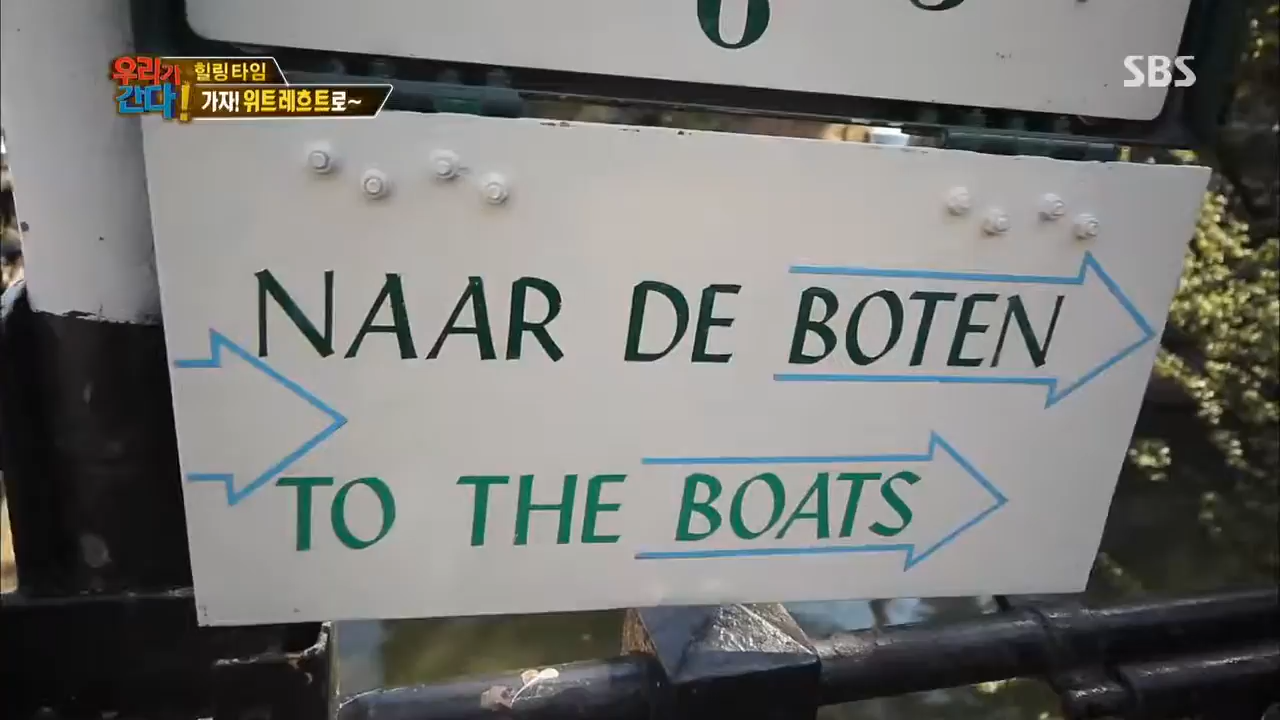 우리가 간다!
힐링 타임
가자! 위트레흐트로~
SBS
NAAR DE BOTEN
TO THE BOATS